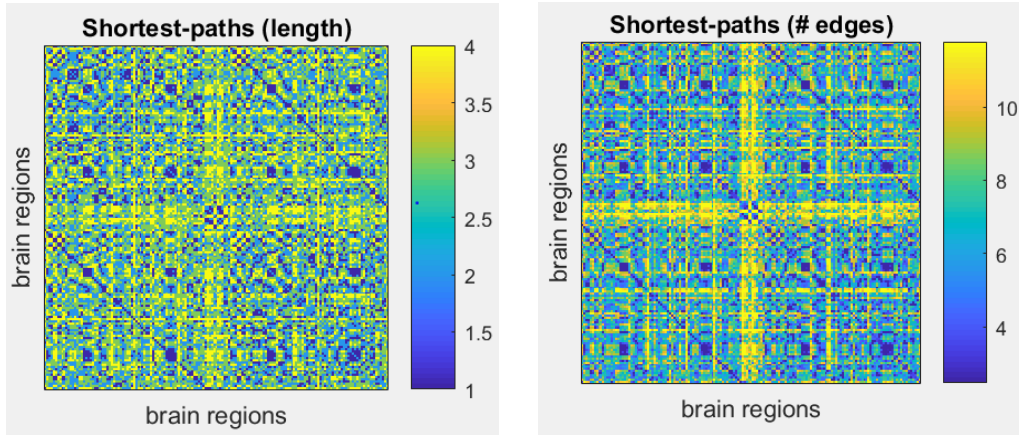 Shortest-paths (length)
brain regions
4
3.5
3
2.5
2
1.5
1
brain regions
Shortest-paths (# edges)
brain regions
10
8
6
4
brain regions